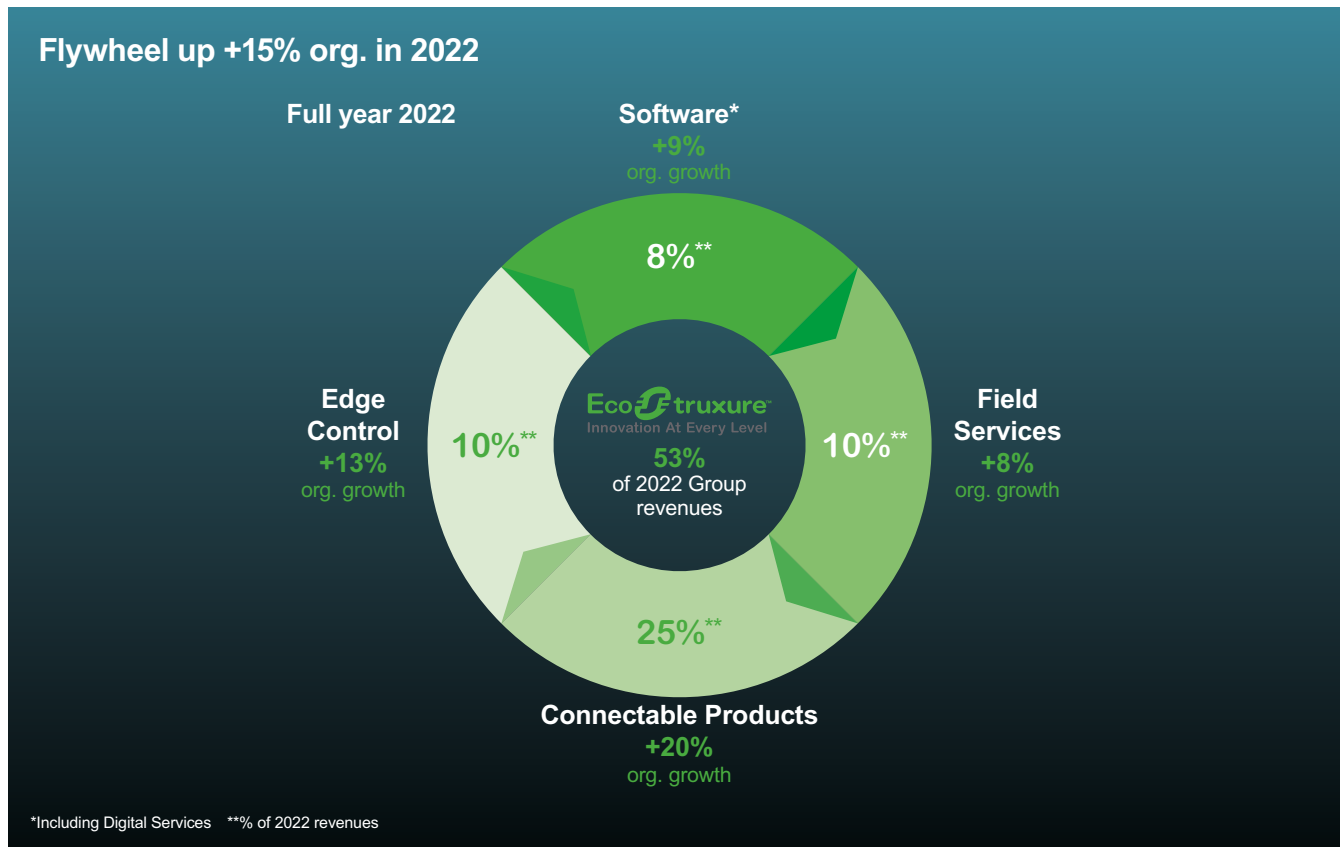 Flywheel up +15% org. in 2022
Full year 2022
Software*
+9%
org. growth
8%**
Edge
Control
+13%
org. growth
10%**
EcoStruxure™
Innovation At Every Level
53%
of 2022 Group
revenues
10%**
Field
Services
+8%
org. growth
25%**
Connectable Products
+20%
org. growth
*Including Digital Services **% of 2022 revenues